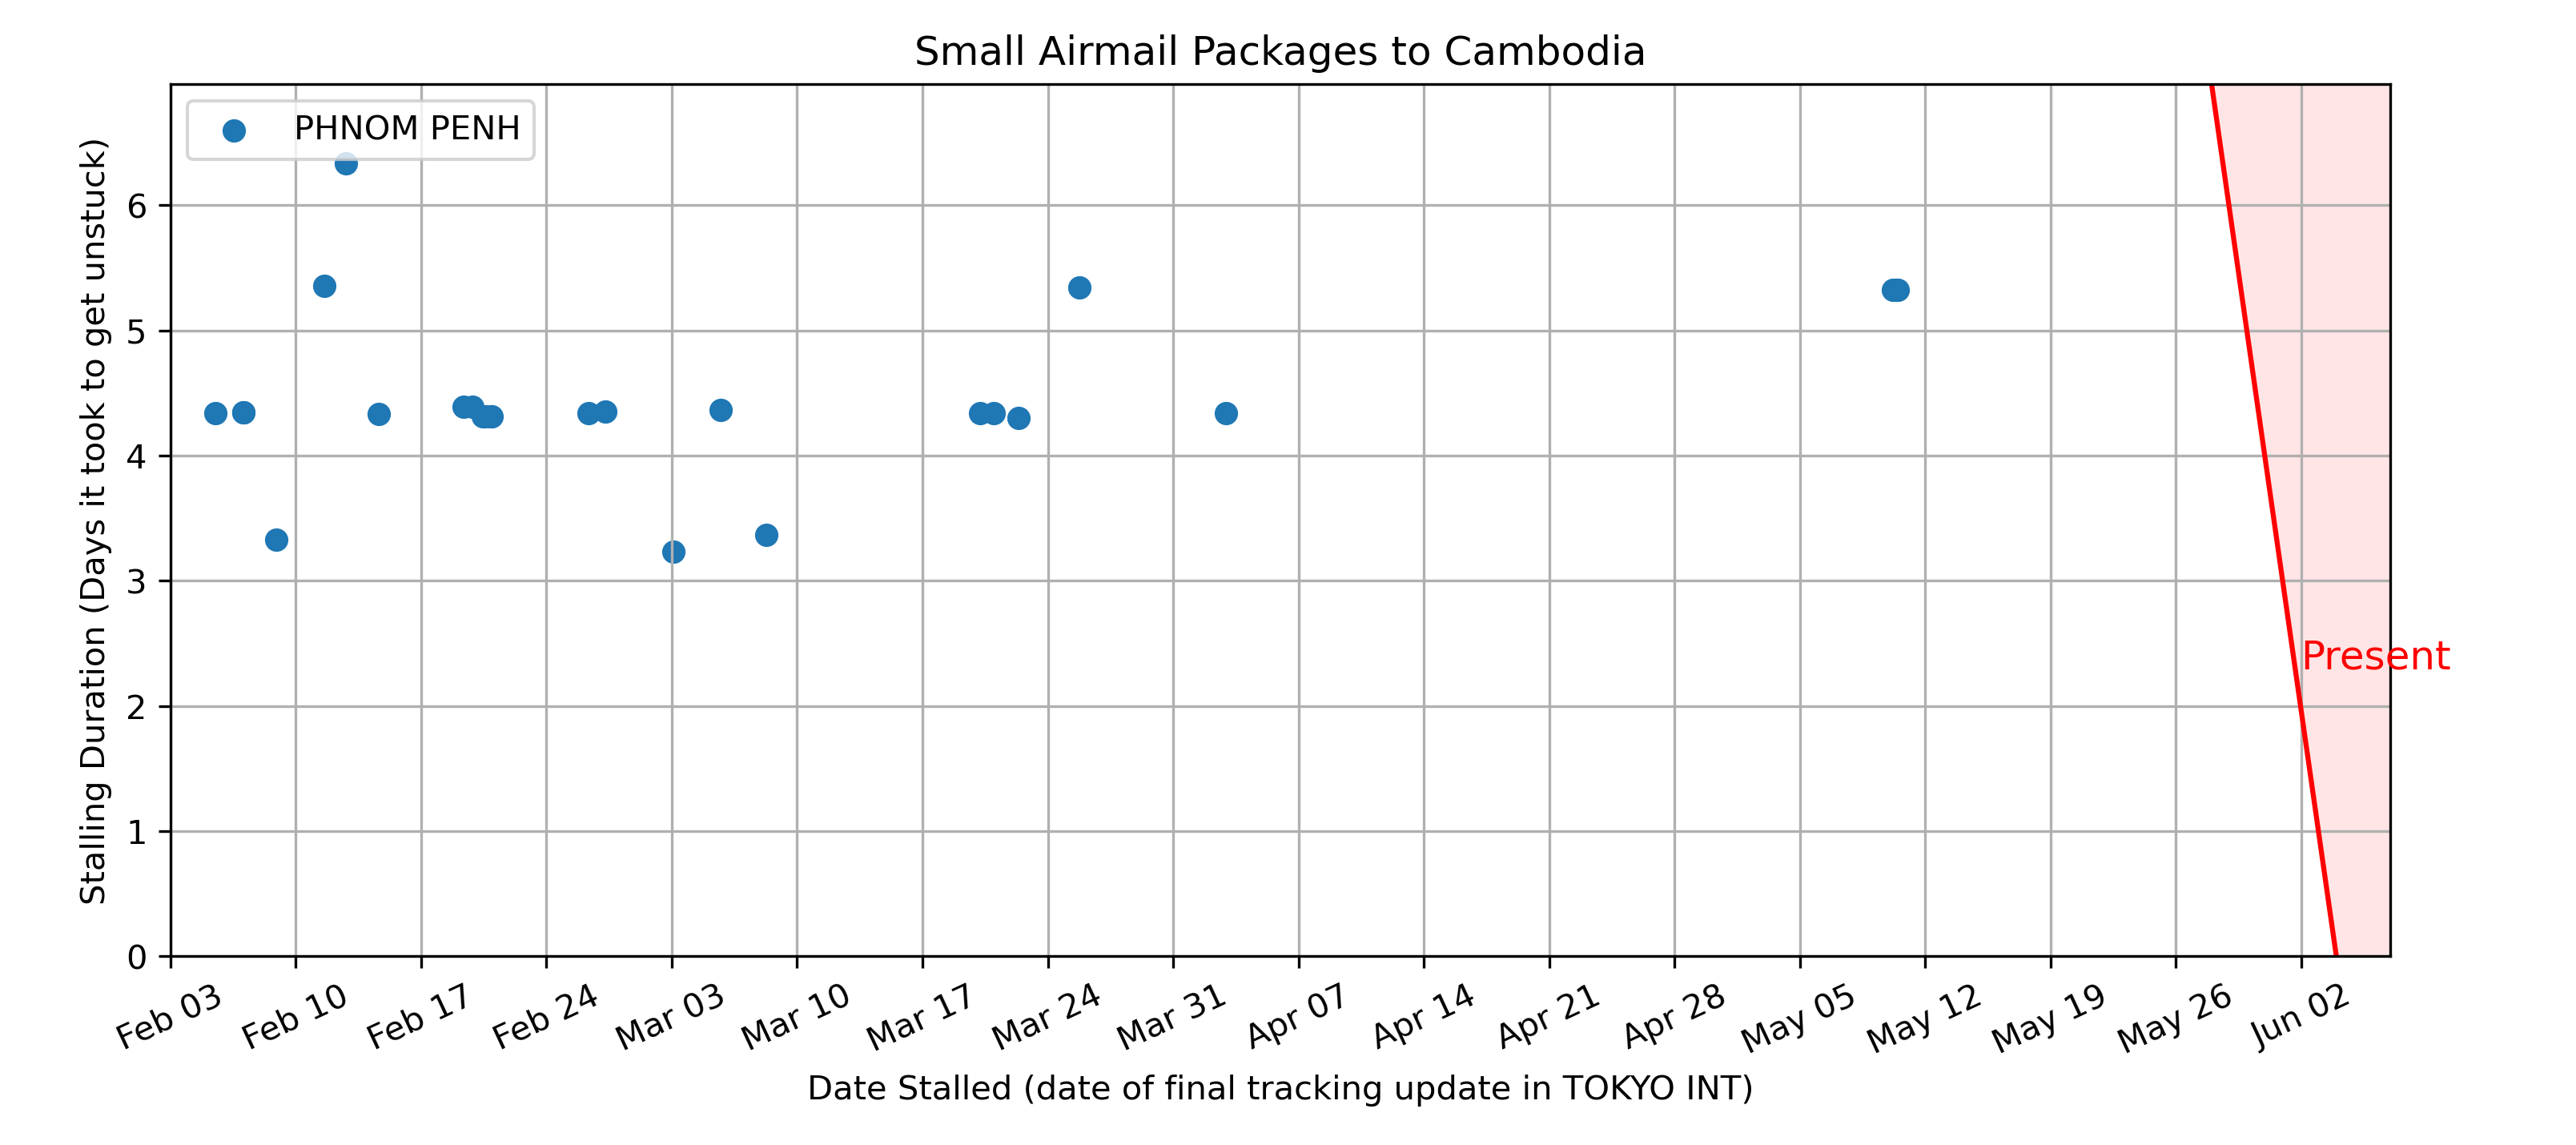 Small Airmail Packages to Cambodia
PHNOM PENH
Stalling Duration (Days it took to get unstuck)
6
5
4
3
2
1
0
Present
Feb 03
Feb 10
Feb 17
Feb 24
Mar 03
Mar 10
Mar 17
Mar 24
Mar 31
Apr 07
Apr 14
Apr 21
Apr 28
May 05
May 12
May 19
May 26
Jun 02
Date Stalled (date of final tracking update in TOKYO INT)